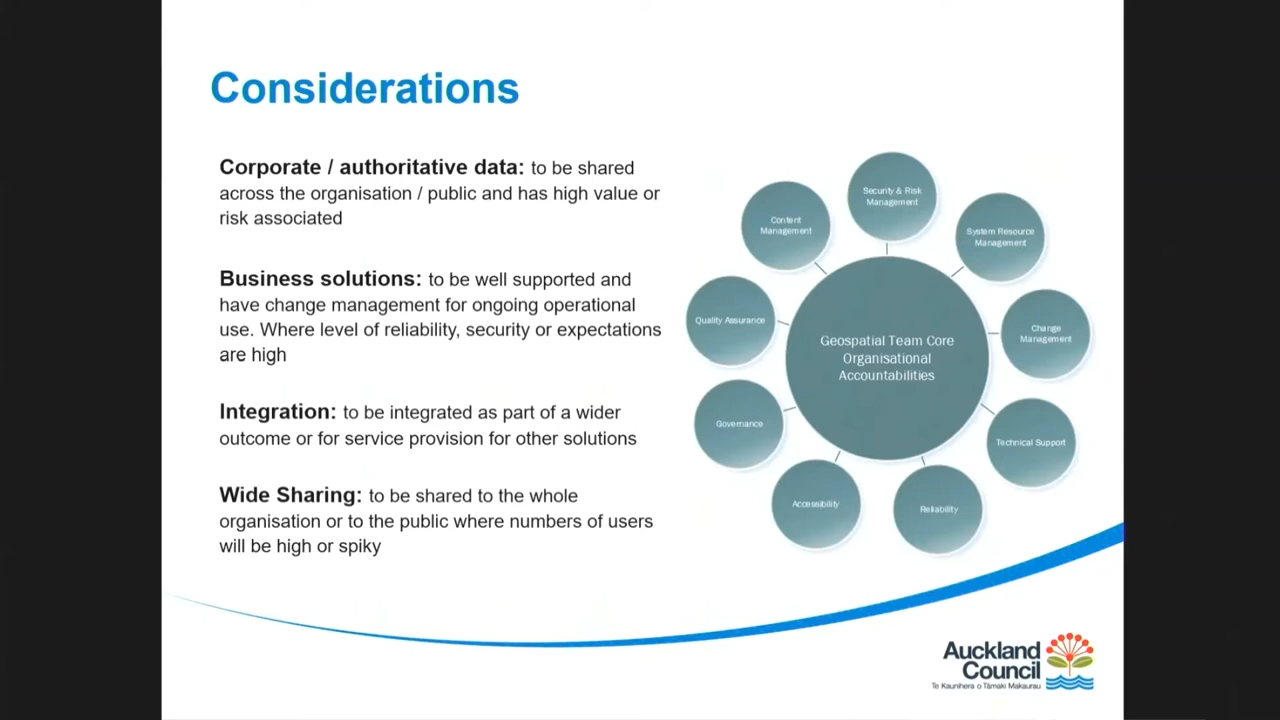 Considerations
Corporate / authoritative data: to be shared
across the organisation / public and has high value or
risk associated
Business solutions: to be well supported and
have change management for ongoing operational
use. Where level of reliability, security or expectations
are high
Integration: to be integrated as part of a wider
outcome or for service provision for other solutions
Wide Sharing: to be shared to the whole
organisation or to the public where numbers of users
will be high or spiky
Geospatial Team Core
Organisational
Accountabilities
Security & Risk
Management
System Resource
Management
Change
Management
Technical Support
Reliability
Accessibility
Governance
Quality Assurance
Content
Management
Auckland
Council
Te Kaunihera o Tāmaki Makaurau